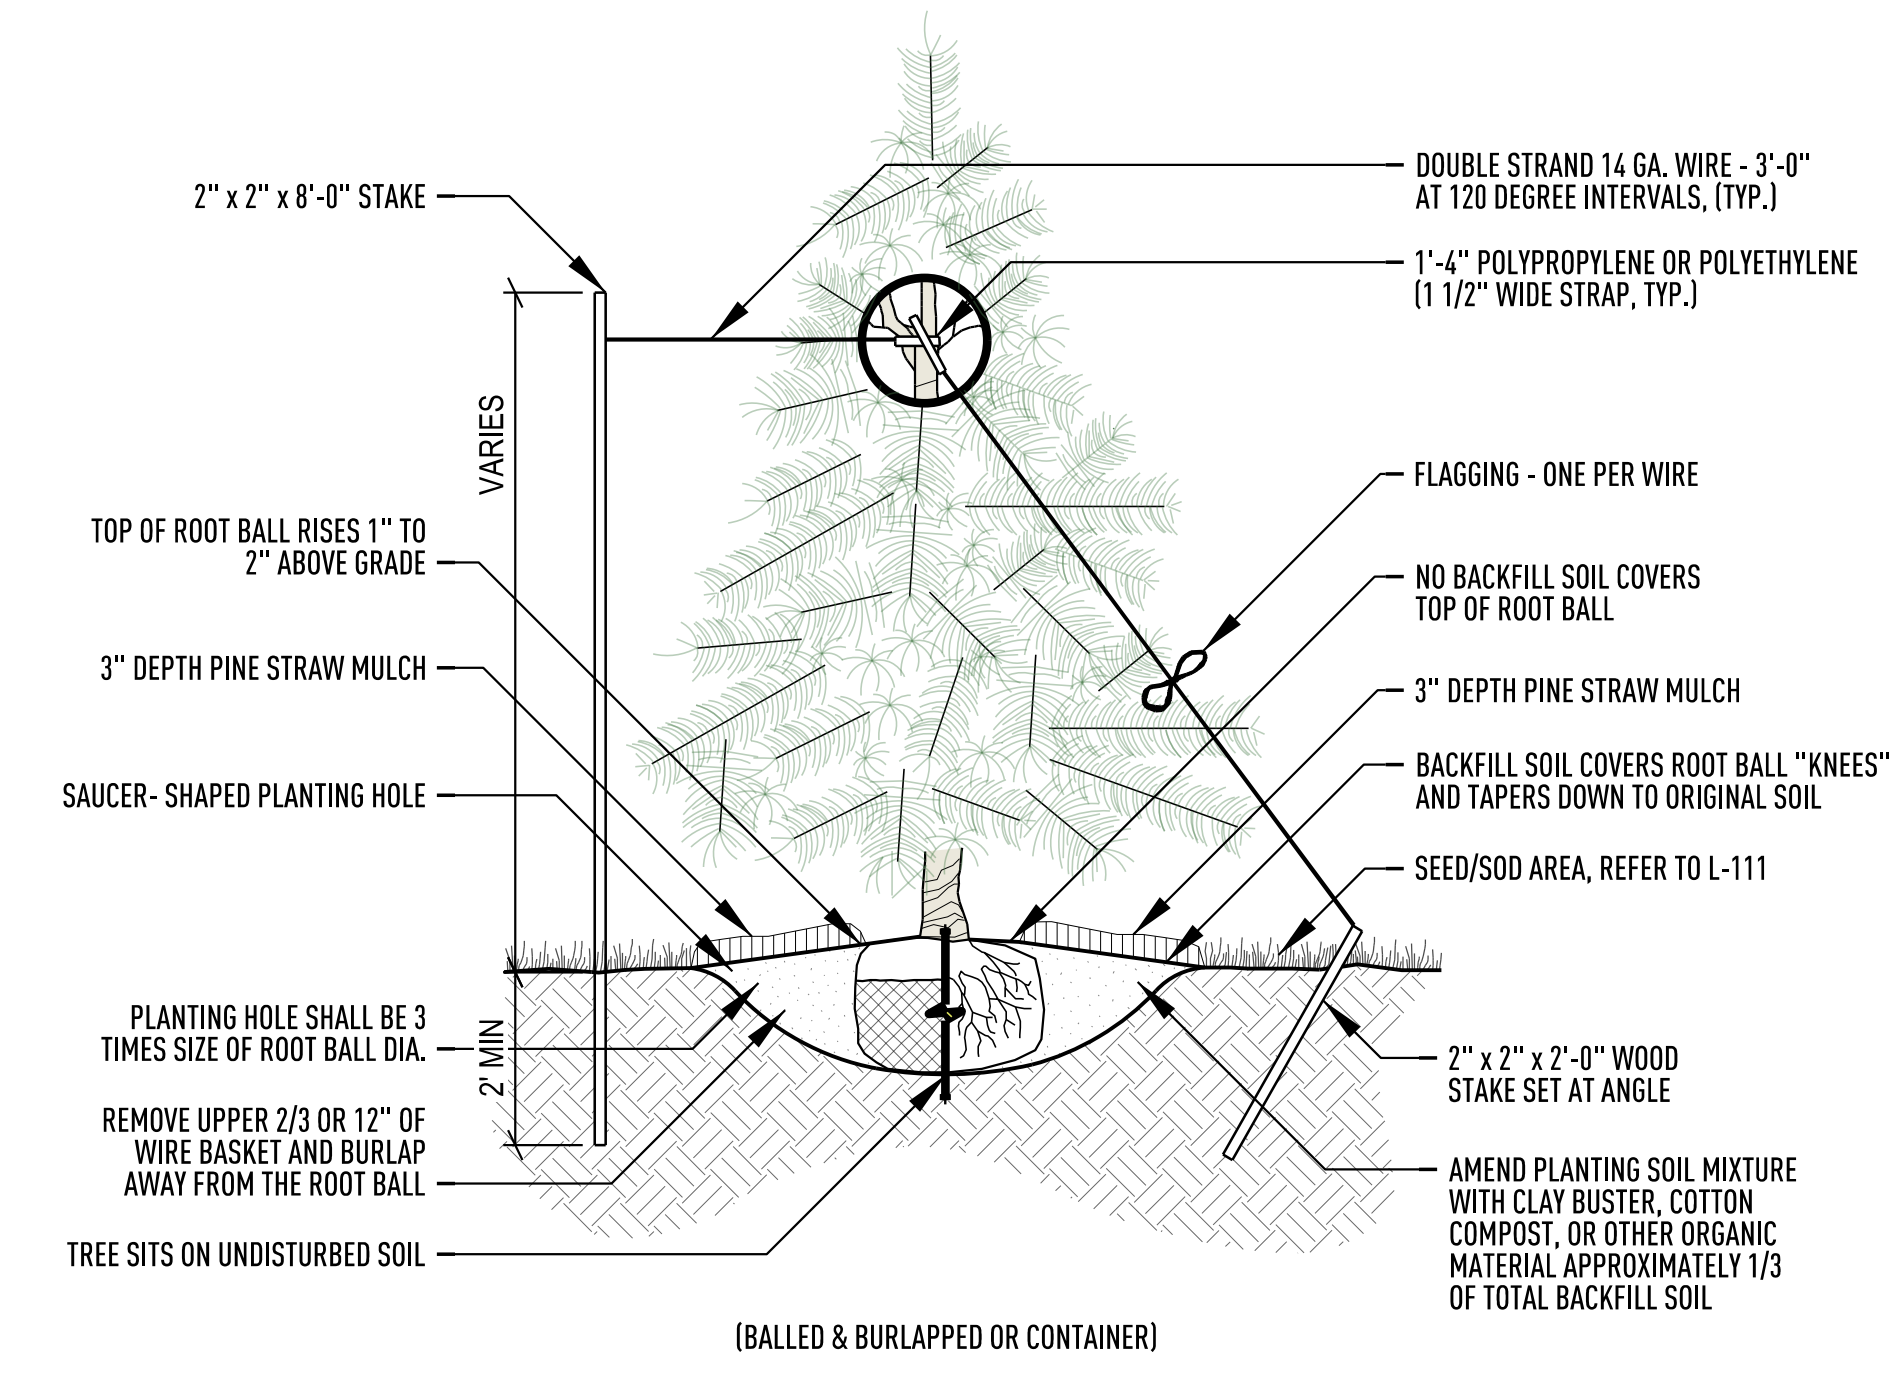 2" x 2" x 8'-0" STAKE
VARIES
TOP OF ROOT BALL RISES 1" TO
2" ABOVE GRADE
3" DEPTH PINE STRAW MULCH
SAUCER- SHAPED PLANTING HOLE
PLANTING HOLE SHALL BE 3
TIMES SIZE OF ROOT BALL DIA.
2' MIN
REMOVE UPPER 2/3 OR 12" OF
WIRE BASKET AND BURLAP
AWAY FROM THE ROOT BALL
TREE SITS ON UNDISTURBED SOIL
DOUBLE STRAND 14 GA. WIRE - 3'-0"
AT 120 DEGREE INTERVALS, (TYP.)
1'-4" POLYPROPYLENE OR POLYETHYLENE
(1 1/2" WIDE STRAP, TYP.)
FLAGGING - ONE PER WIRE
NO BACKFILL SOIL COVERS
TOP OF ROOT BALL
3" DEPTH PINE STRAW MULCH
BACKFILL SOIL COVERS ROOT BALL "KNEES"
AND TAPERS DOWN TO ORIGINAL SOIL
SEED/SOD AREA, REFER TO L-111
2" x 2" x 2'-0" WOOD
STAKE SET AT ANGLE
AMEND PLANTING SOIL MIXTURE
WITH CLAY BUSTER, COTTON
COMPOST, OR OTHER ORGANIC
MATERIAL APPROXIMATELY 1/3
OF TOTAL BACKFILL SOIL
(BALLED & BURLAPPED OR CONTAINER)